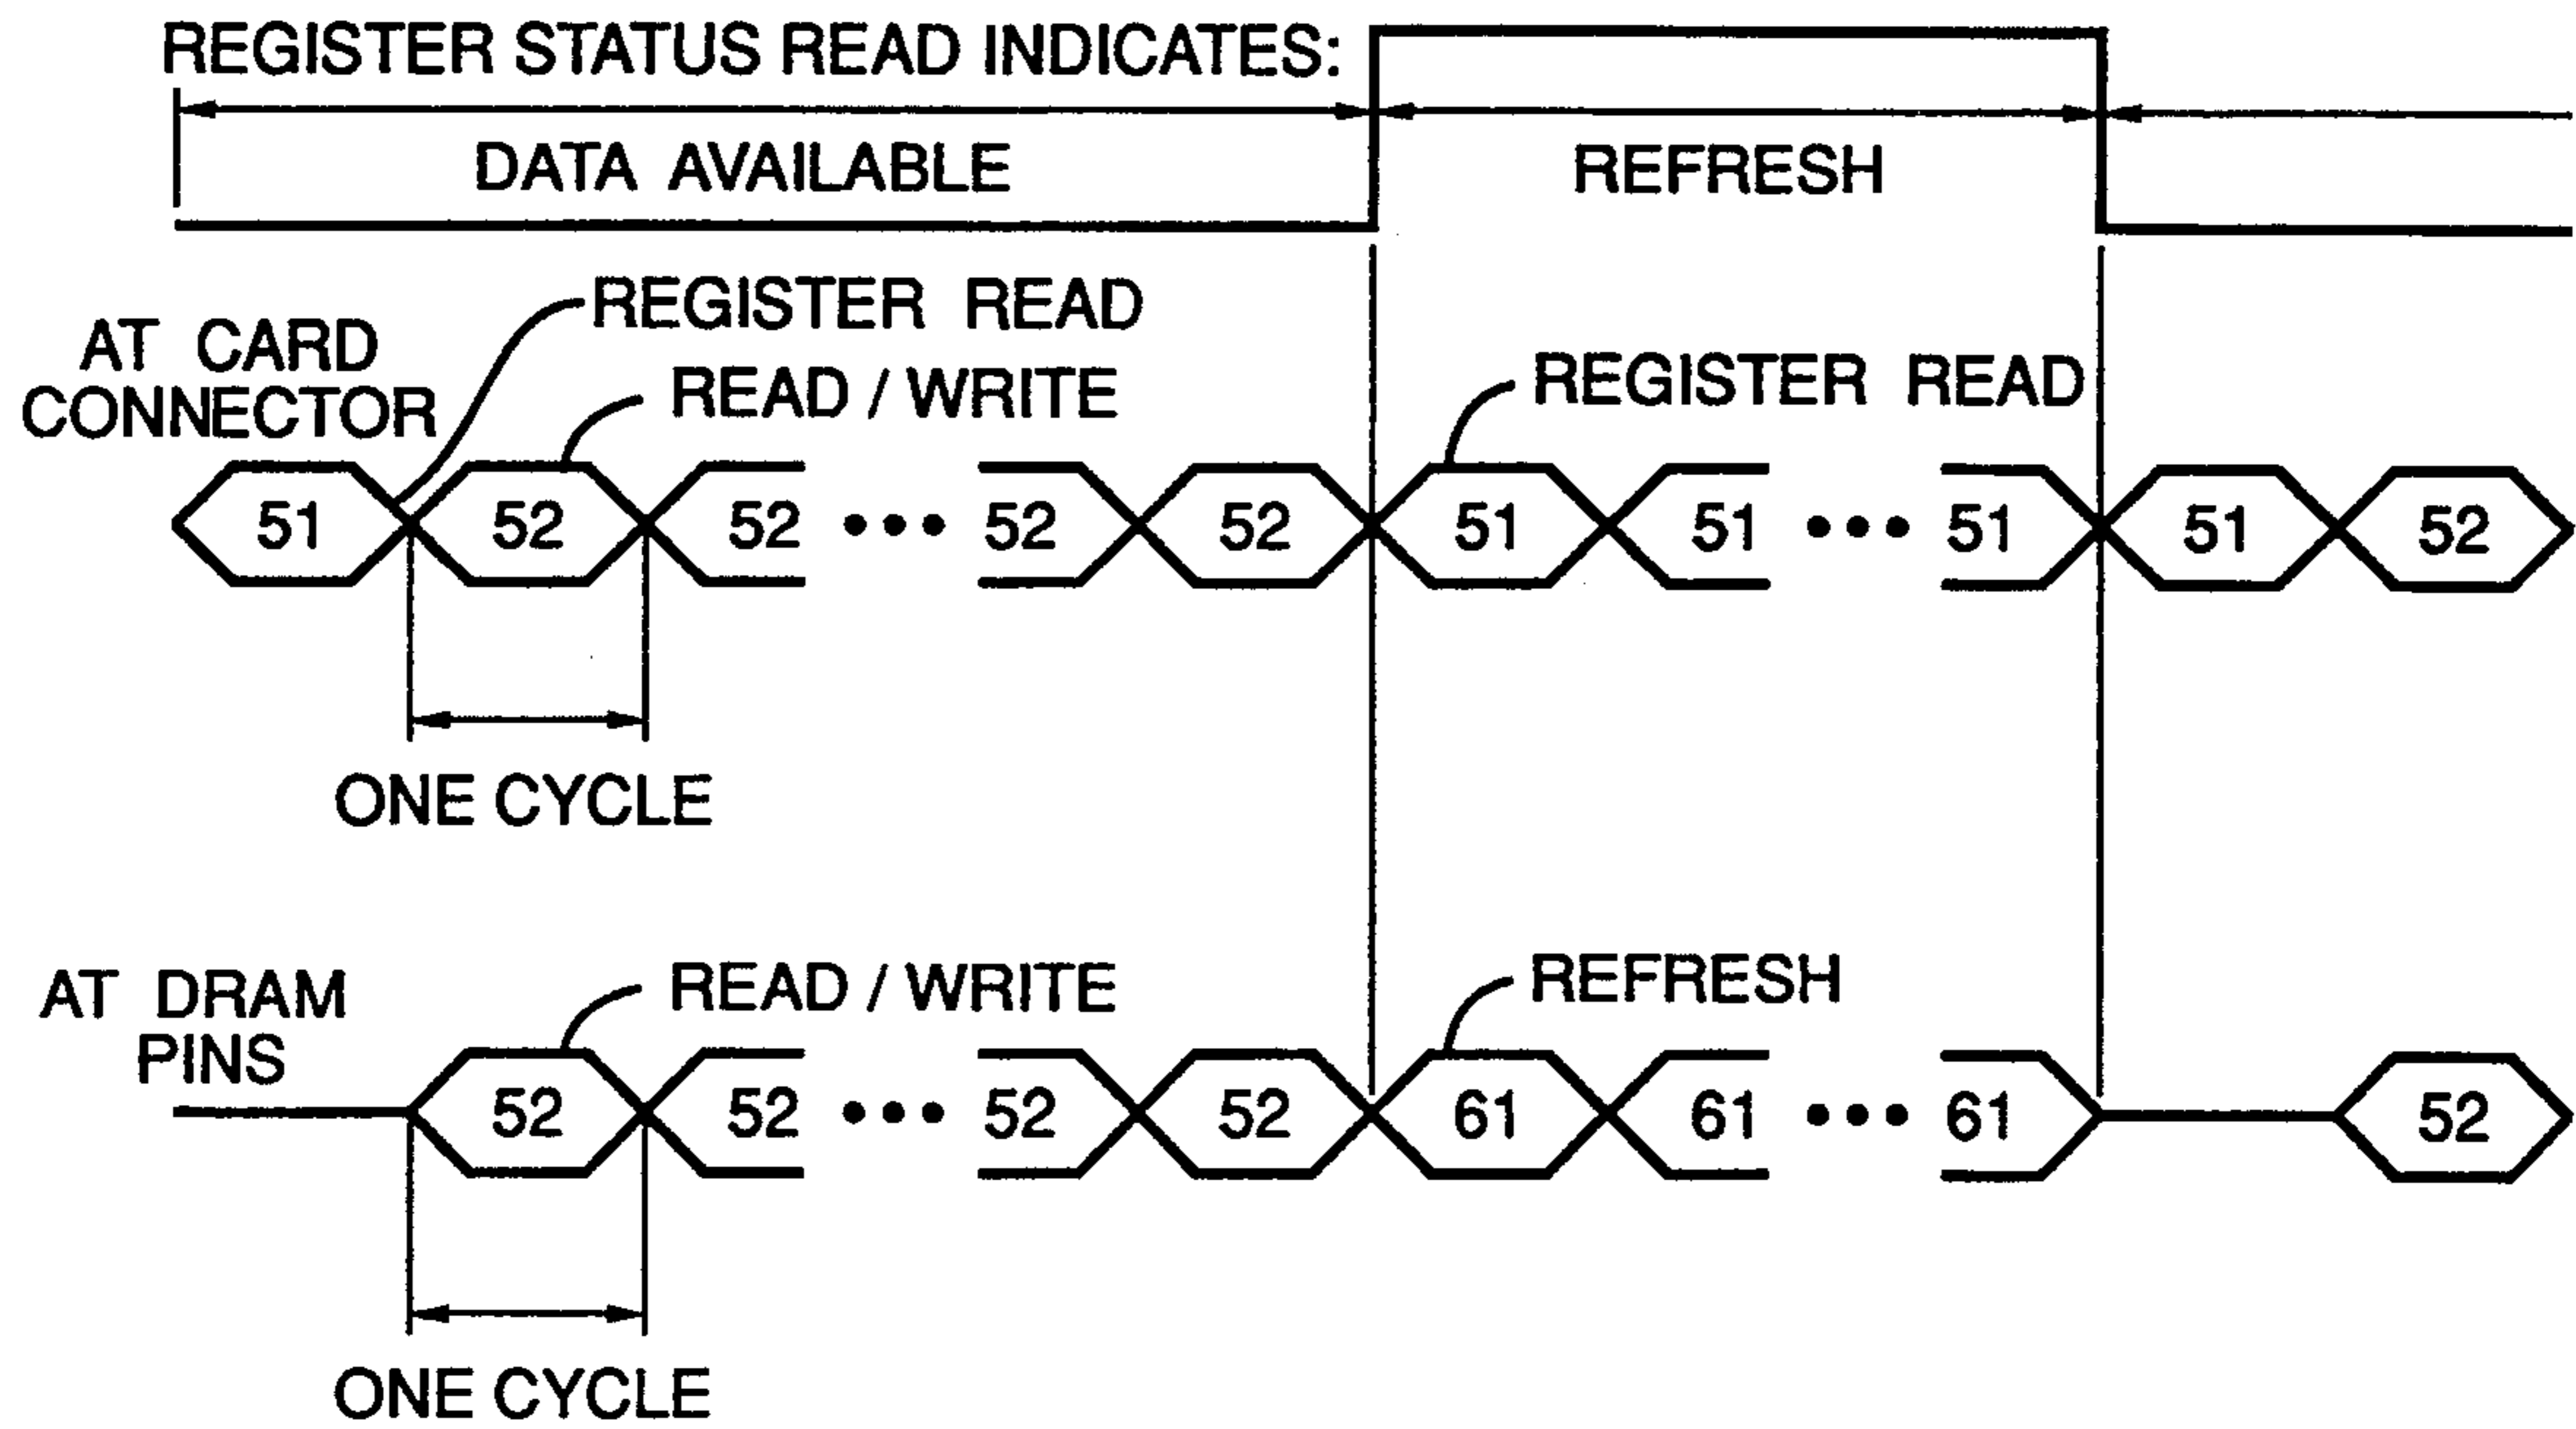 REGISTER STATUS READ INDICATES:
DATA AVAILABLE
REFRESH
REGISTER READ
AT CARD
CONNECTOR
READ / WRITE
REGISTER READ
51 52 52 ••• 52 52 51 51 ••• 51 51 52
ONE CYCLE
AT DRAM
PINS
READ / WRITE
REFRESH
52 52 ••• 52 52 61 61 ••• 61 52
ONE CYCLE